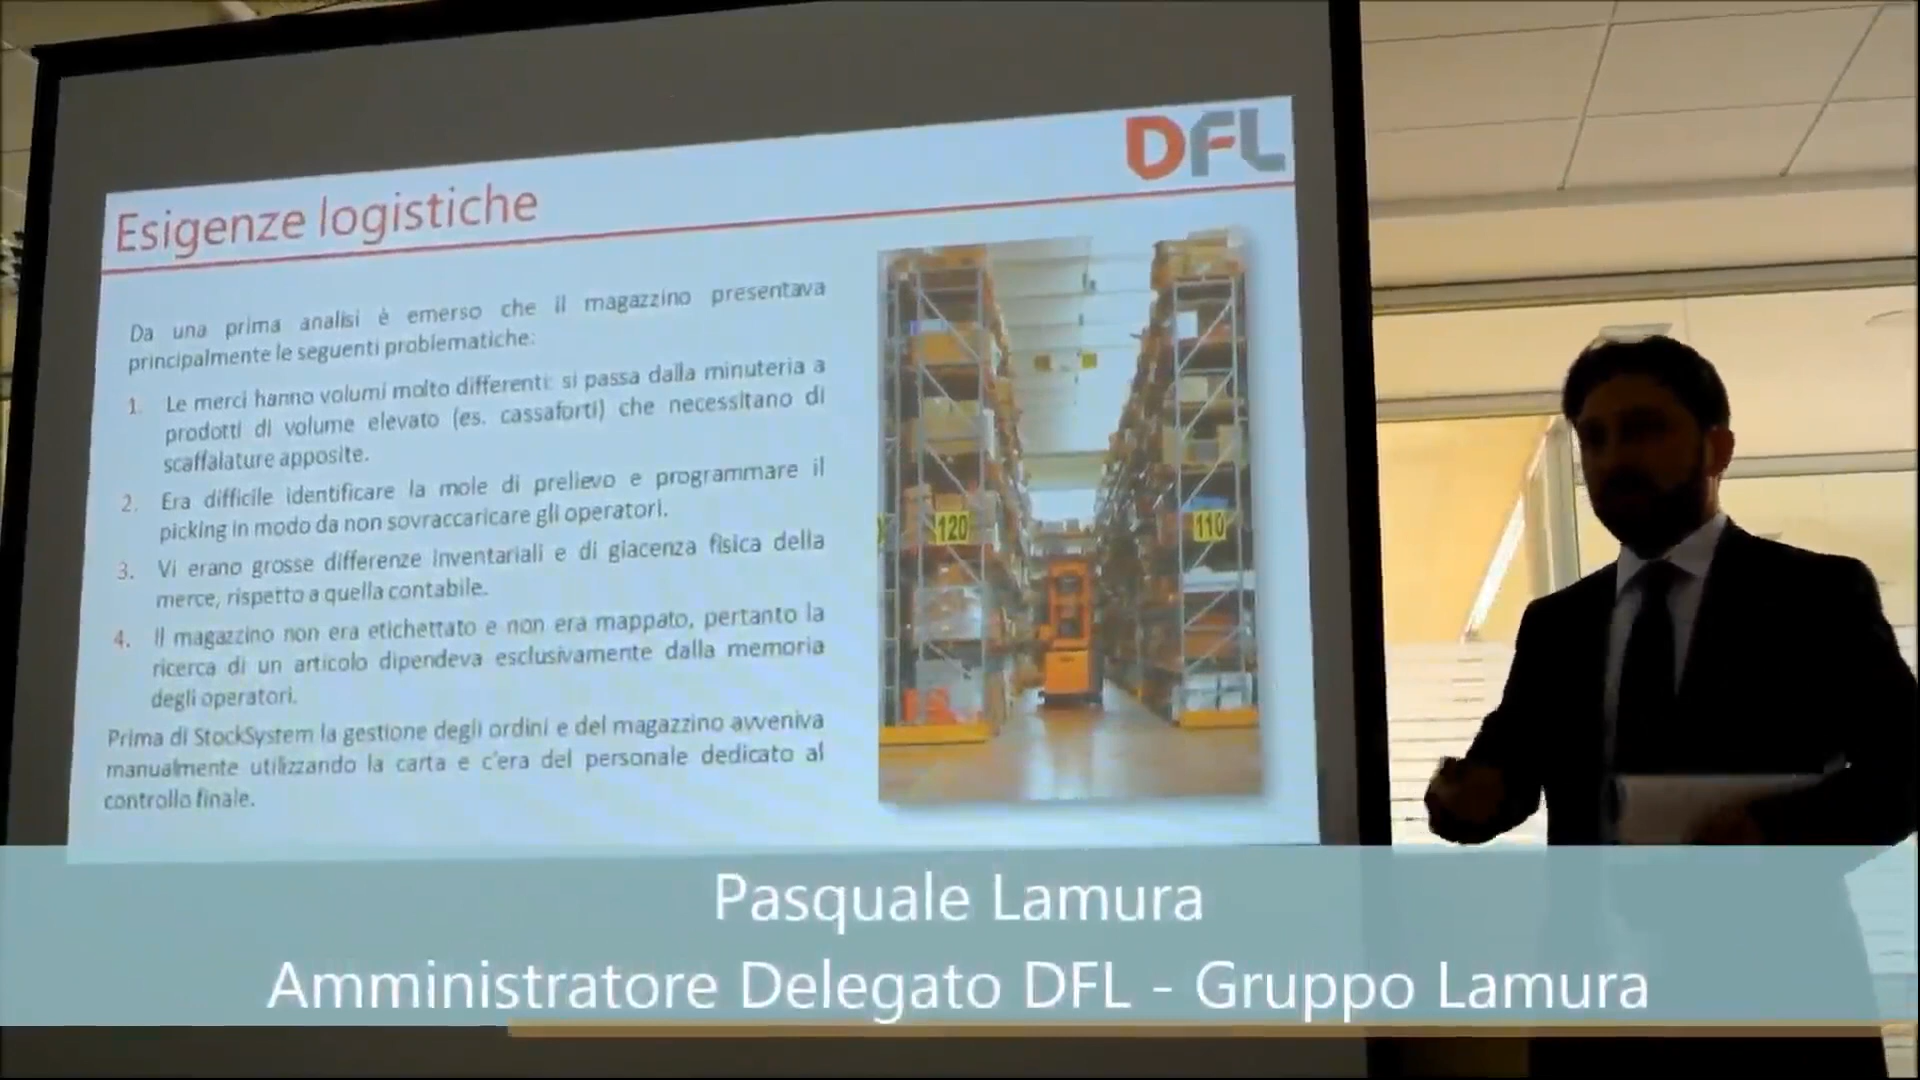 DFL
Esigenze logistiche
Da una prima analisi è emerso che il magazzino presentava
principalmente le seguenti problematiche:
1. Le merci hanno volumi molto differenti: si passa dalla minuteria a
prodotti di volume elevato (es. cassaforti) che necessitano di
scaffalature apposite.
2. Era difficile identificare la mole di prelievo e programmare il
picking in modo da non sovraccaricare gli operatori.
3. Vi erano grosse differenze inventariali e di giacenza fisica della
merce, rispetto a quella contabile.
4. Il magazzino non era etichettato e non era mappato, pertanto la
ricerca di un articolo dipendeva esclusivamente dalla memoria
degli operatori.
Prima di StockSystem la gestione degli ordini e del magazzino avveniva
manualmente utilizzando la carta e c'era del personale dedicato al
controllo finale.
120
110
Pasquale Lamura
Amministratore Delegato DFL - Gruppo Lamura